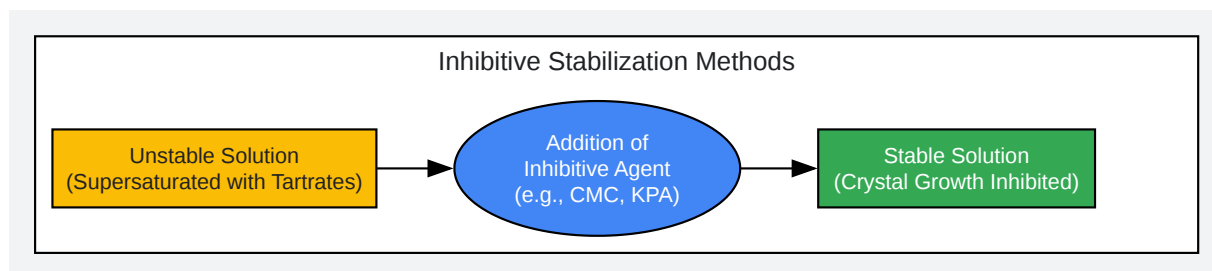 Inhibitive Stabilization Methods
Unstable Solution
(Supersaturated with Tartrates)
Addition of
Inhibitive Agent
(e.g., CMC, KPA)
Stable Solution
(Crystal Growth Inhibited)